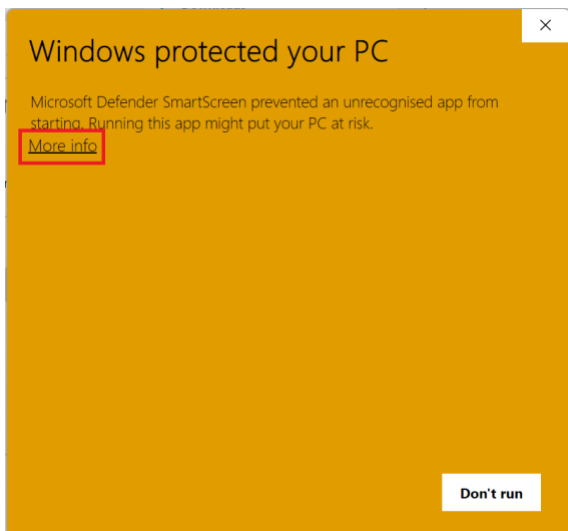 Windows protected your PC
Microsoft Defender SmartScreen prevented an unrecognised app from
starting. Running this app might put your PC at risk.
More info
Don't run